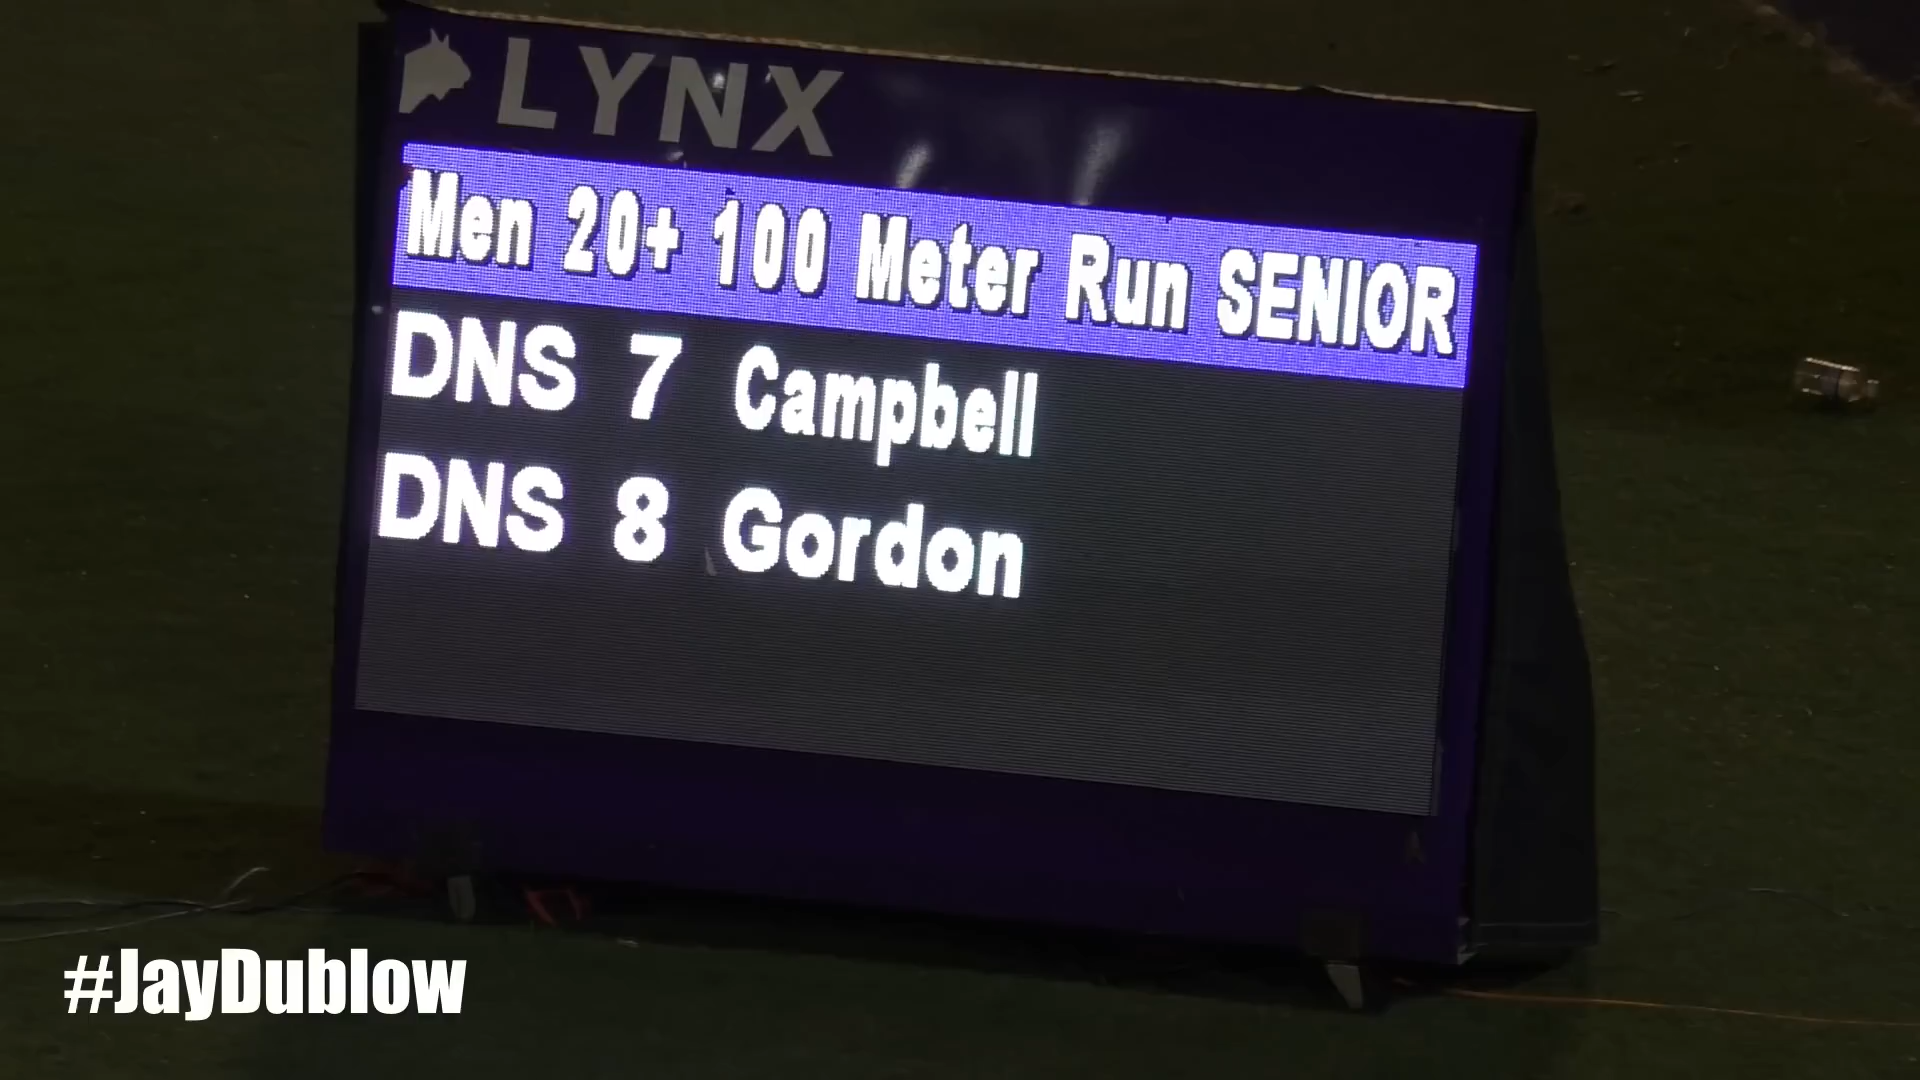 LYNX
Men 20+ 100 Meter Run SENIOR
DNS 7 Campbell
DNS 8 Gordon
#JayDublow